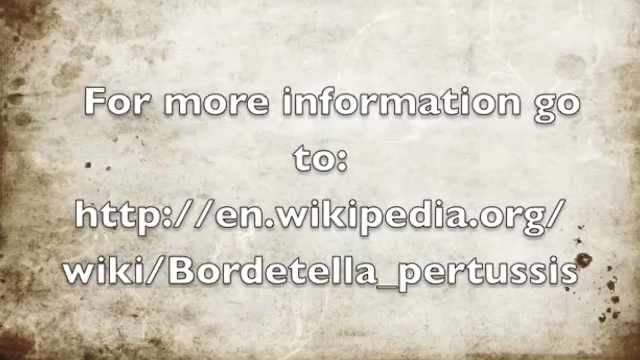 For more information go
to:
http://en.wikipedia.org/
wiki/Bordetella_pertussis